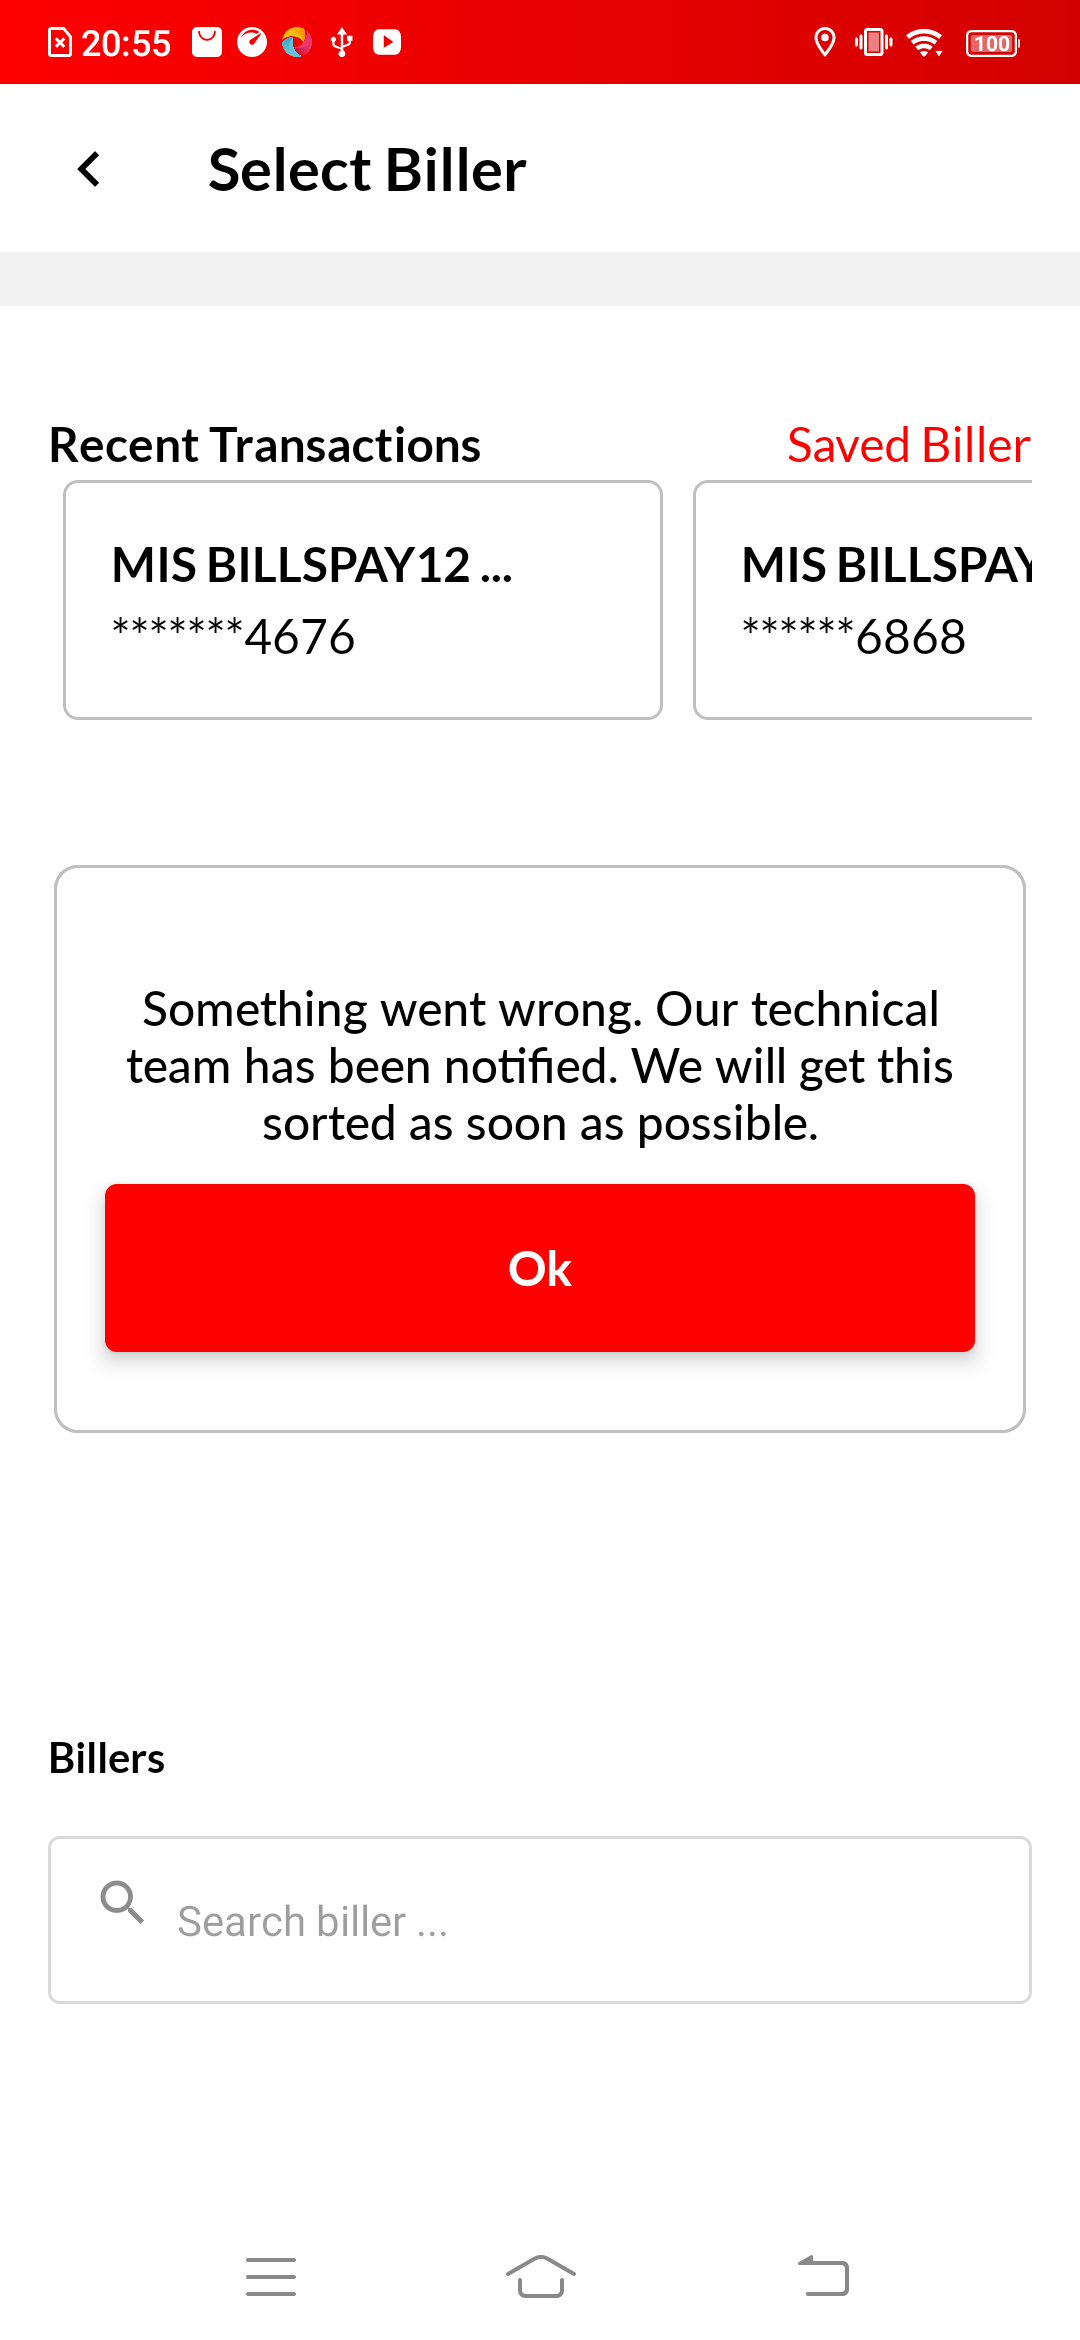 20:55
100
Select Biller
Recent Transactions
Saved Biller
MIS BILLSPAY12 ...
*******4676
MIS BILLSPAY
******6868
Something went wrong. Our technical
team has been notified. We will get this
sorted as soon as possible.
Ok
Billers
Search biller ...